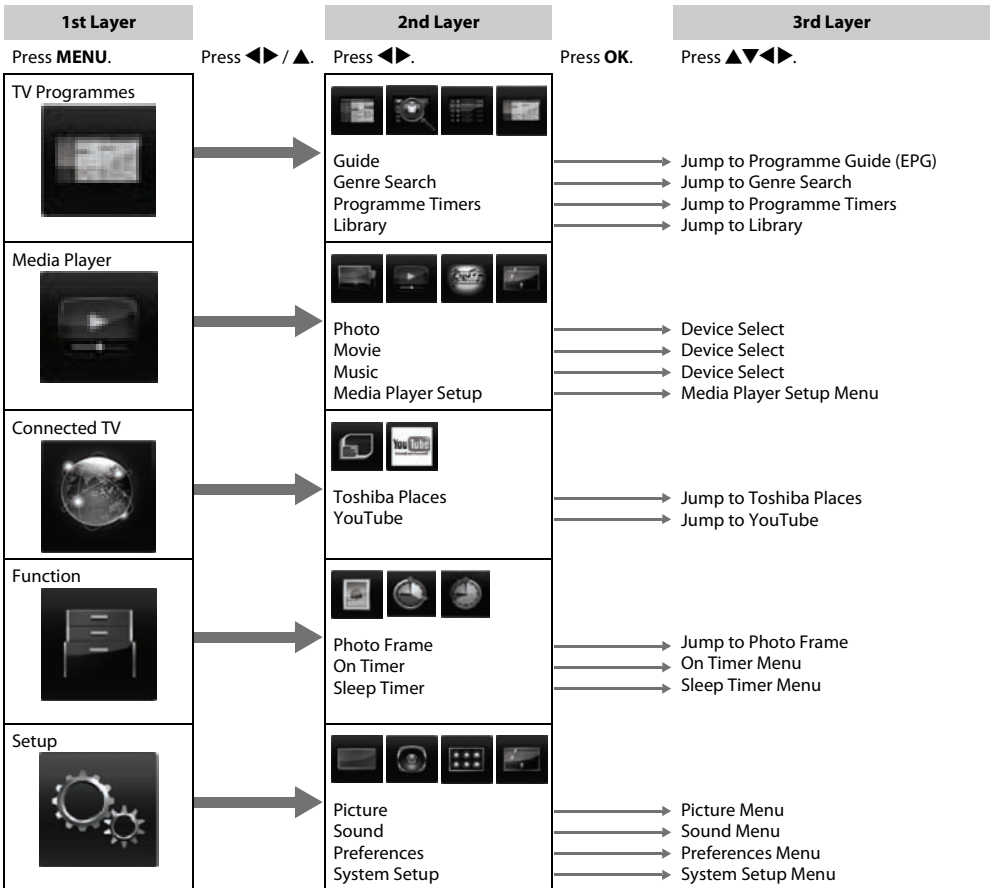 1st Layer
2nd Layer
3rd Layer
Press MENU.
Press ◀▶ / ▲.
Press ◀▶.
Press OK.
Press ▲▼◀▶.
TV Programmes
Guide
Jump to Programme Guide (EPG)
Genre Search
Jump to Genre Search
Programme Timers
Jump to Programme Timers
Library
Jump to Library
Media Player
Photo
Device Select
Movie
Device Select
Music
Device Select
Media Player Setup
Media Player Setup Menu
Connected TV
You Tube
Toshiba Places
Jump to Toshiba Places
YouTube
Jump to YouTube
Function
Photo Frame
Jump to Photo Frame
On Timer
On Timer Menu
Sleep Timer
Sleep Timer Menu
Setup
Picture
Picture Menu
Sound
Sound Menu
Preferences
Preferences Menu
System Setup
System Setup Menu